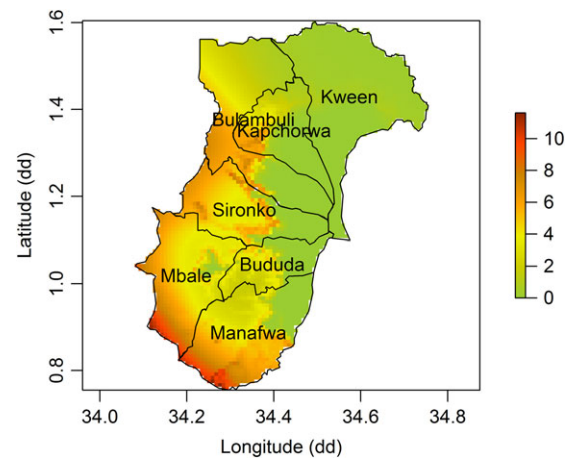 1.6
1.4
1.2
1.0
0.8
Latitude (dd)
Kween
Bulambuli
Kapchorwa
Sironko
Bududa
Mbale
Manafwa
10
8
6
4
2
0
34.0
34.2
34.4
34.6
34.8
Longitude (dd)